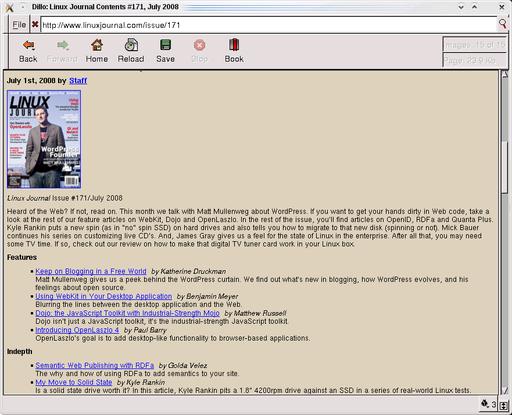 Dillo: Linux Journal Contents #171, July 2008
File
http://www.linuxjournal.com/issue/171
Back Forward Home Reload Save Stop Book
Images: 15 of 15
Page: 23.9 Kb
July 1st, 2008 by Staff
LINUX
JOURNAL
WordPress
Founder
Linux Journal Issue #171/July 2008
Heard of the Web? If not, read on. This month we talk with Matt Mullenweg about WordPress. If you want to get your hands dirty in Web code, take a
look at the rest of our feature articles on WebKit, Dojo and OpenLaszlo. In the rest of the issue, you'll find articles on OpenID, RDFa and Quanta Plus.
Kyle Rankin puts a new spin (as in "no" spin SSD) on hard drives and also tells you how to migrate to that new disk (spinning or not). Mick Bauer
continues his series on customizing live CD's. And, James Gray gives us a feel for the state of Linux in the enterprise. After all, that, you may need
some TV time. If so, check out our review on how to make that digital TV tuner card work in your Linux box.
Features
Keep on Blogging in a Free World by Katherine Druckman
Matt Mullenweg gives us a peek behind the WordPress curtain. We find out what's new in blogging, how WordPress evolves, and his
feelings about open source.
Using WebKit in Your Desktop Application by Benjamin Meyer
Blurring the lines between the desktop application and the Web.
Dojo: the JavaScript Toolkit with Industrial-Strength Mojo by Matthew Russell
Dojo isn't just a JavaScript toolkit, it's the industrial-strength JavaScript toolkit.
Introducing OpenLaszlo 4 by Paul Barry
OpenLaszlo's goal is to add desktop-like functionality to browser-based applications.
Indepth
Semantic Web Publishing with RDFa by Golda Velez
The why and how of using RDFa to add semantics to your site.
My Move to Solid State by Kyle Rankin
Is a solid state drive worth it? In this article, Kyle Rankin pits a 1.8" 4200rpm drive against an SSD in a series of real-world Linux tests.
3